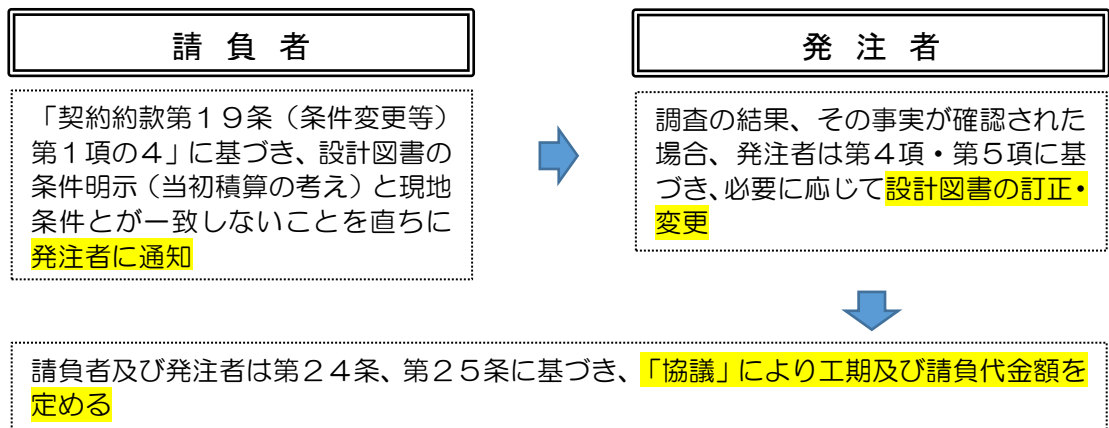 請負者
「契約約款第19条（条件変更等）
第1項の4」に基づき、設計図書の
条件明示（当初積算の考え）と現地
条件とが一致しないことを直ちに
発注者に通知
発注者
調査の結果、その事実が確認された
場合、発注者は第4項・第5項に基
づき、必要に応じて設計図書の訂正・
変更
請負者及び発注者は第24条、第25条に基づき、「協議」により工期及び請負代金額を
定める